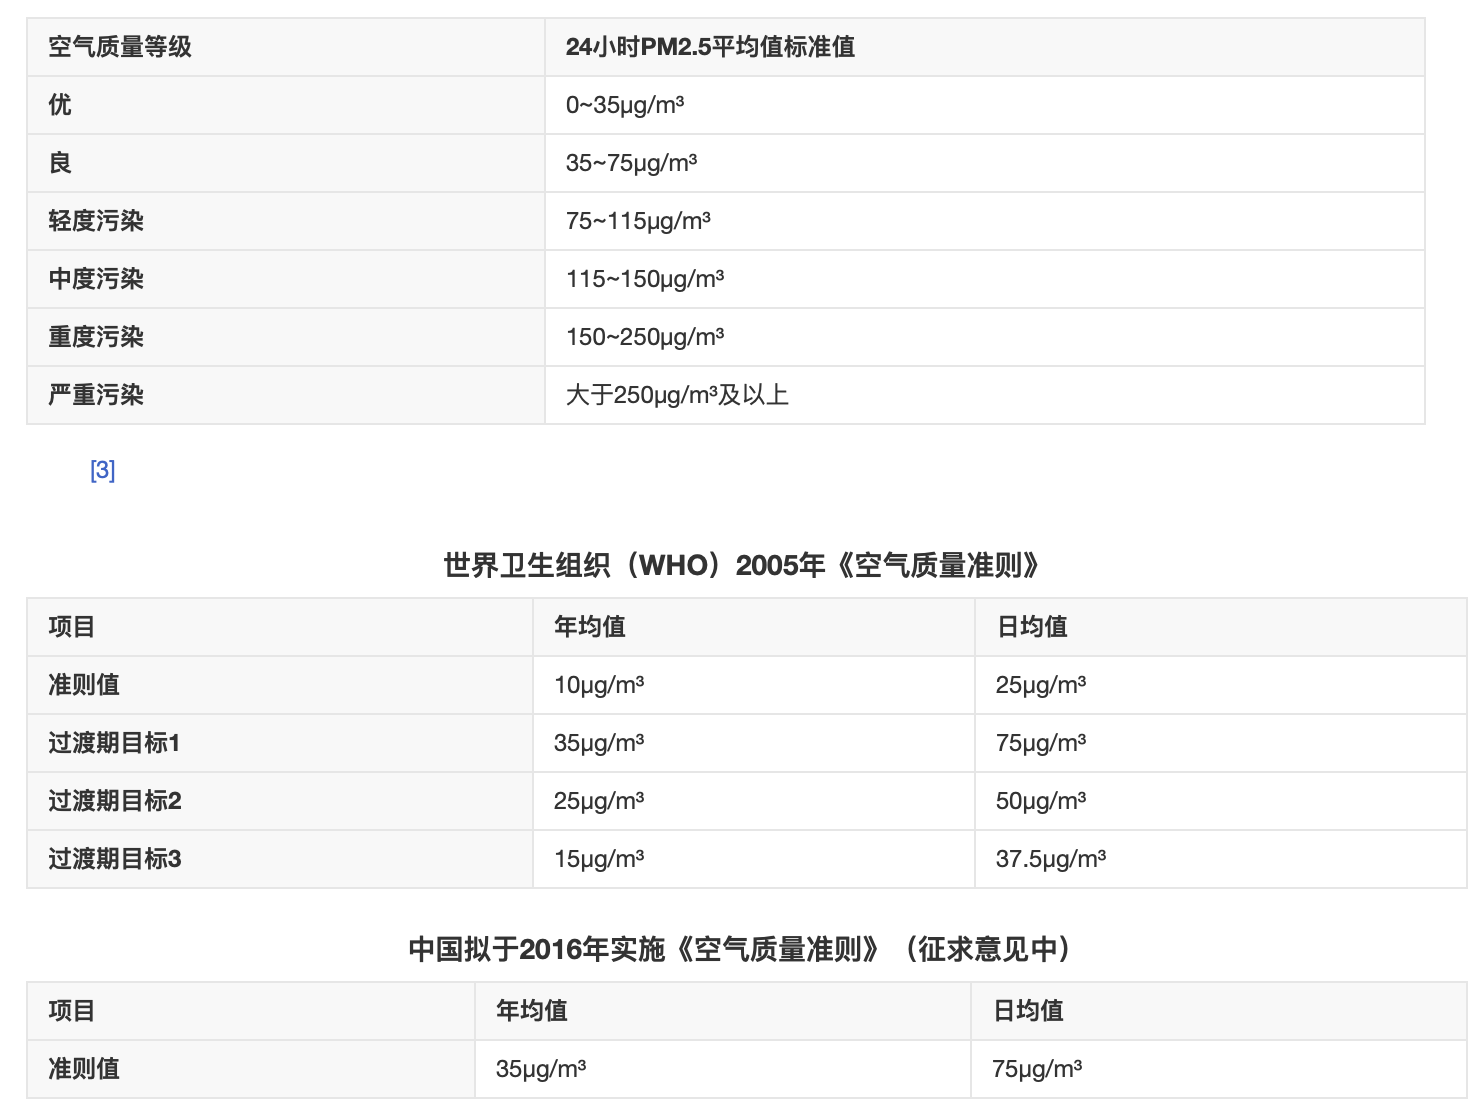 空气质量等级 24小时PM2.5平均值标准值
优 0~35μg/m³
良 35~75μg/m³
轻度污染 75~115μg/m³
中度污染 115~150μg/m³
重度污染 150~250μg/m³
严重污染 大于250μg/m³及以上
[3]
世界卫生组织（WHO）2005年《空气质量准则》
项目 年均值 日均值
准则值 10μg/m³ 25μg/m³
过渡期目标1 35μg/m³ 75μg/m³
过渡期目标2 25μg/m³ 50μg/m³
过渡期目标3 15μg/m³ 37.5μg/m³
中国拟于2016年实施《空气质量准则》（征求意见中）
项目 年均值 日均值
准则值 35μg/m³ 75μg/m³